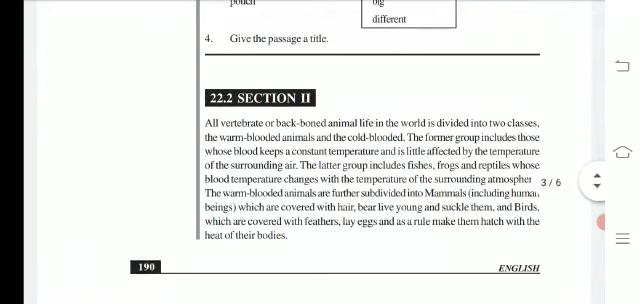 pouch
big
different
4. Give the passage a title.
22.2 SECTION II
All vertebrate or back-boned animal life in the world is divided into two classes,
the warm-blooded animals and the cold-blooded. The former group includes those
whose blood keeps a constant temperature and is little affected by the temperature
of the surrounding air. The latter group includes fishes, frogs and reptiles whose
blood temperature changes with the temperature of the surrounding
The warm-blooded animals are further subdivided into Mammals (including
beings) which are covered with hair, bear live young and suckle them, and Birds,
which are covered with feathers, lay eggs and as a rule make them hatch with the
heat of their bodies.
3 / 6
190
ENGLISH